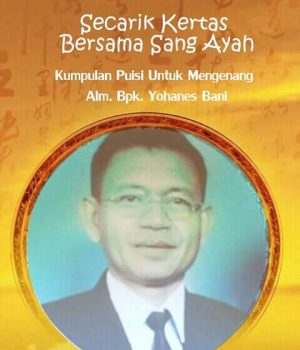 Secarik Kertas
Bersama Sang Ayah
Kumpulan Puisi Untuk Mengenang
Alm. Bpk. Yohanes Bani